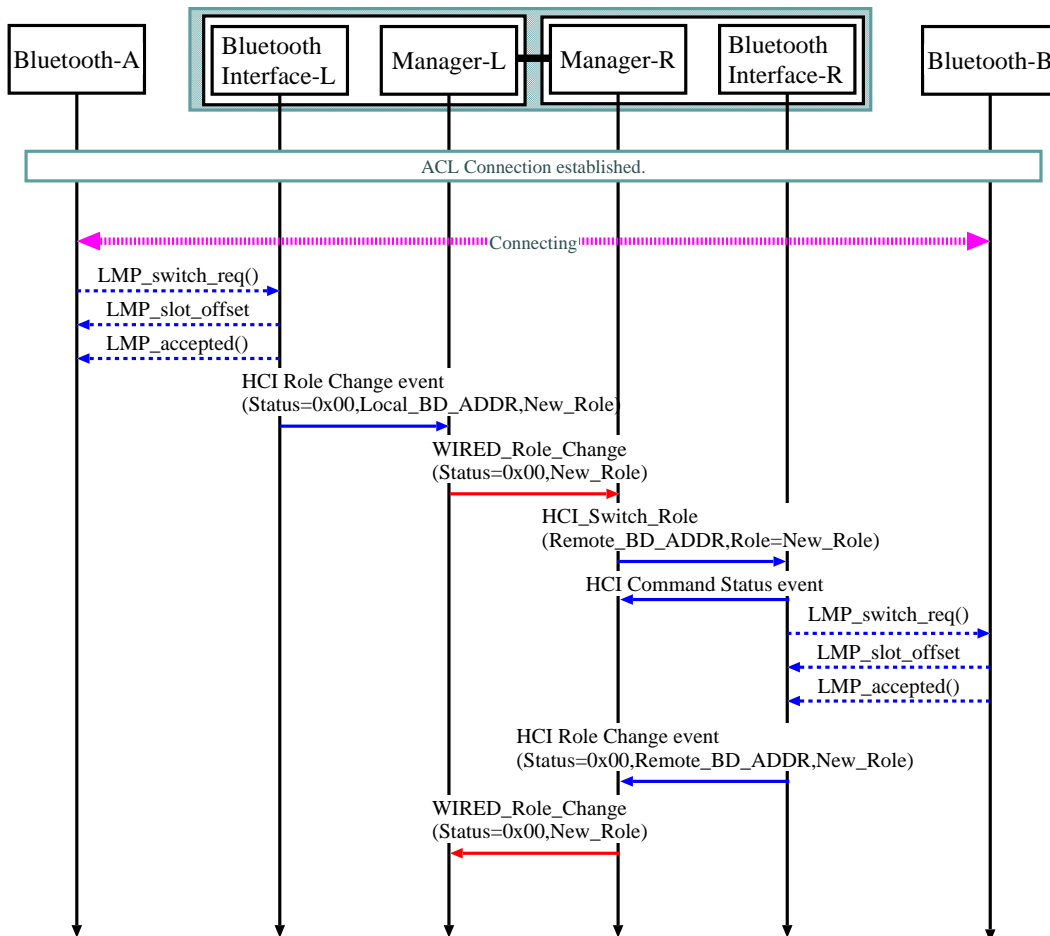 Bluetooth-A
Bluetooth
Interface-L
Manager-L
Manager-R
Bluetooth
Interface-R
Bluetooth-B
ACL Connection established.
Connecting
LMP_switch_req()
LMP_slot_offset
LMP_accepted()
HCI Role Change event
(Status=0x00,Local_BD_ADDR,New_Role)
WIRED_Role_Change
(Status=0x00,New_Role)
HCI_Switch_Role
(Remote_BD_ADDR,Role=New_Role)
HCI Command Status event
LMP_switch_req()
LMP_slot_offset
LMP_accepted()
HCI Role Change event
(Status=0x00,Remote_BD_ADDR,New_Role)
WIRED_Role_Change
(Status=0x00,New_Role)